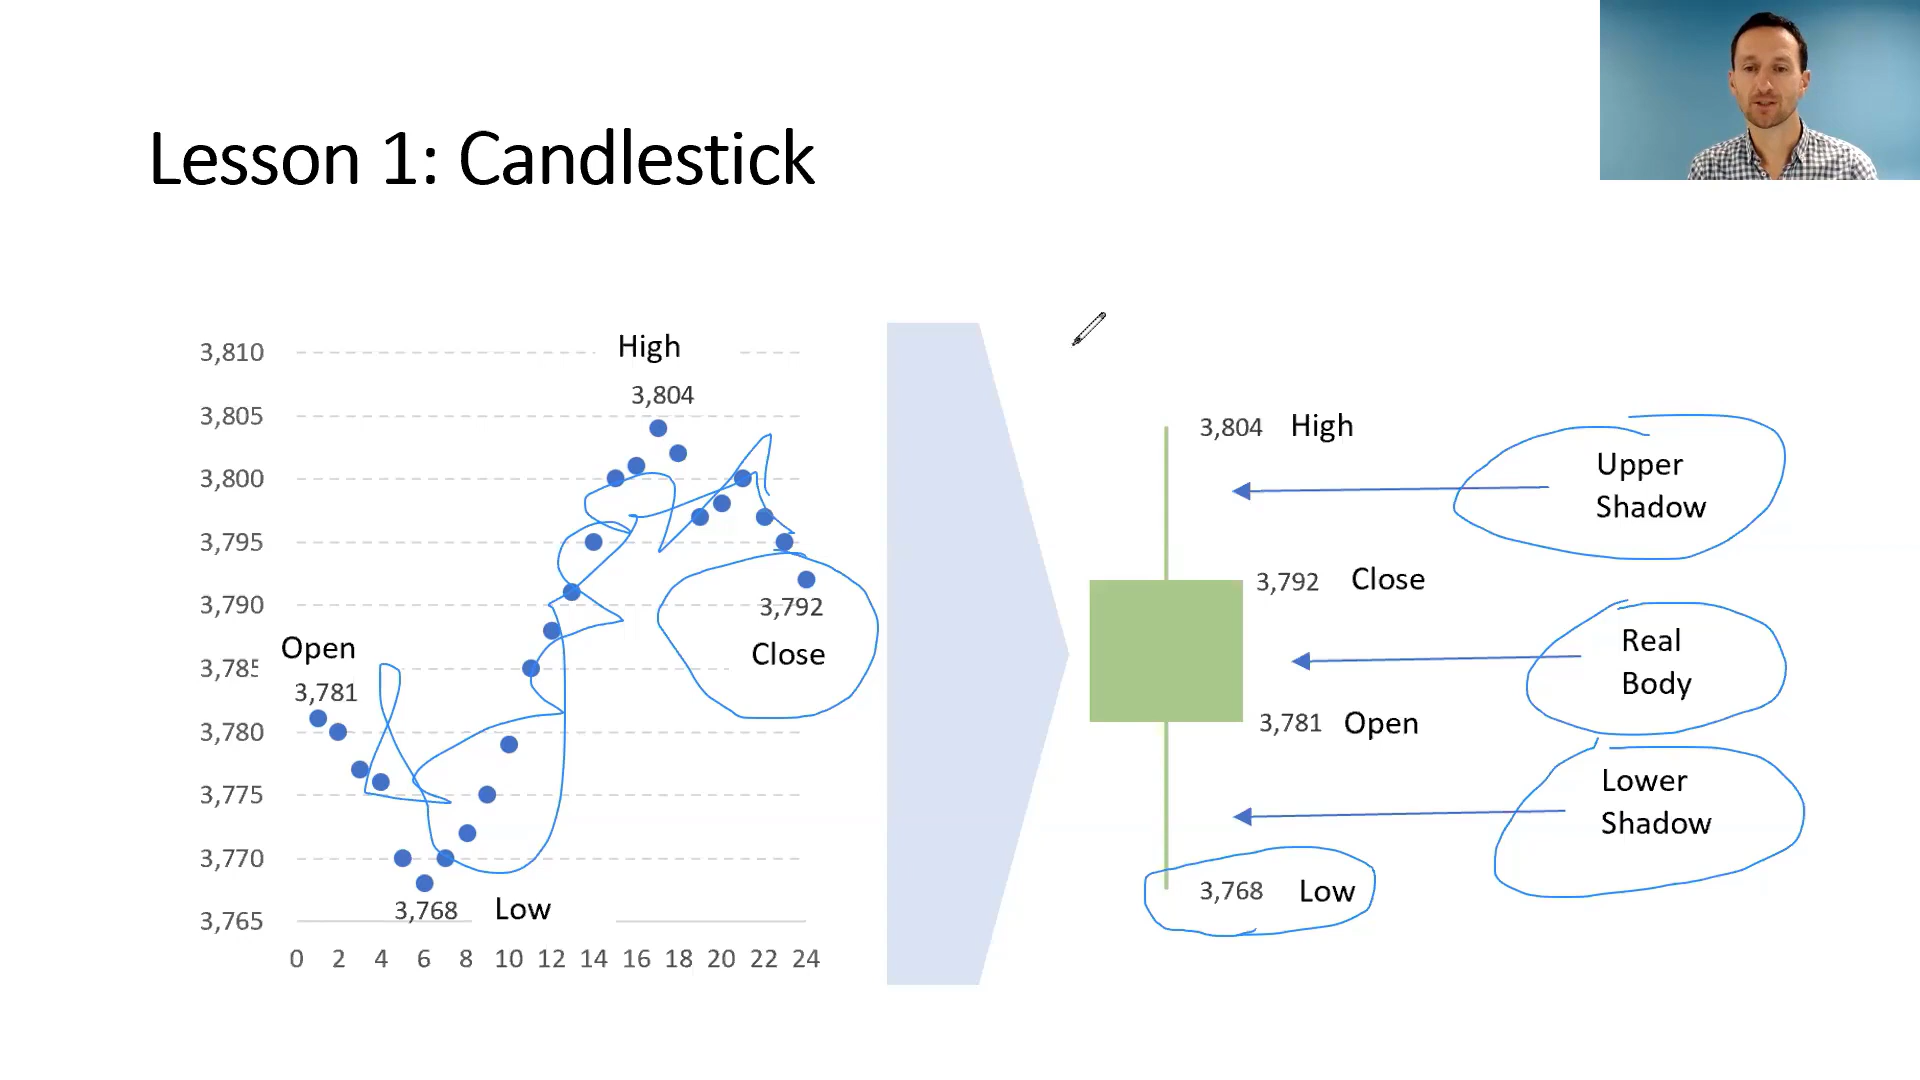 Lesson 1: Candlestick
High
3,810
3,804
3,805
3,800
3,795
3,790
3,792
Close
Open
3,785
3,781
3,780
3,775
3,770
3,768 Low
3,765
0 2 4 6 8 10 12 14 16 18 20 22 24
3,804 High
Upper
Shadow
3,792 Close
Real
Body
3,781 Open
Lower
Shadow
3,768 Low